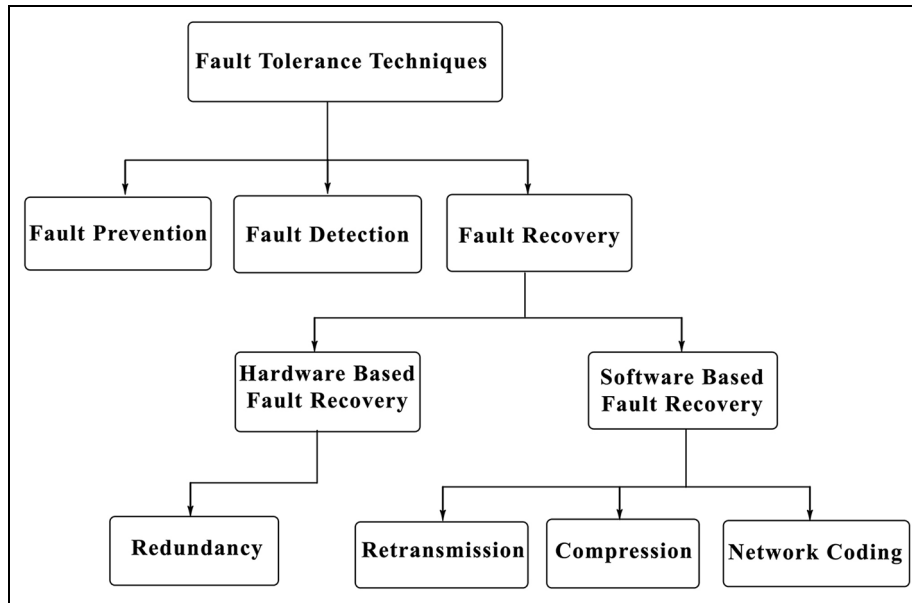 Fault Tolerance Techniques
Fault Prevention
Fault Detection
Fault Recovery
Hardware Based
Fault Recovery
Software Based
Fault Recovery
Redundancy
Retransmission
Compression
Network Coding